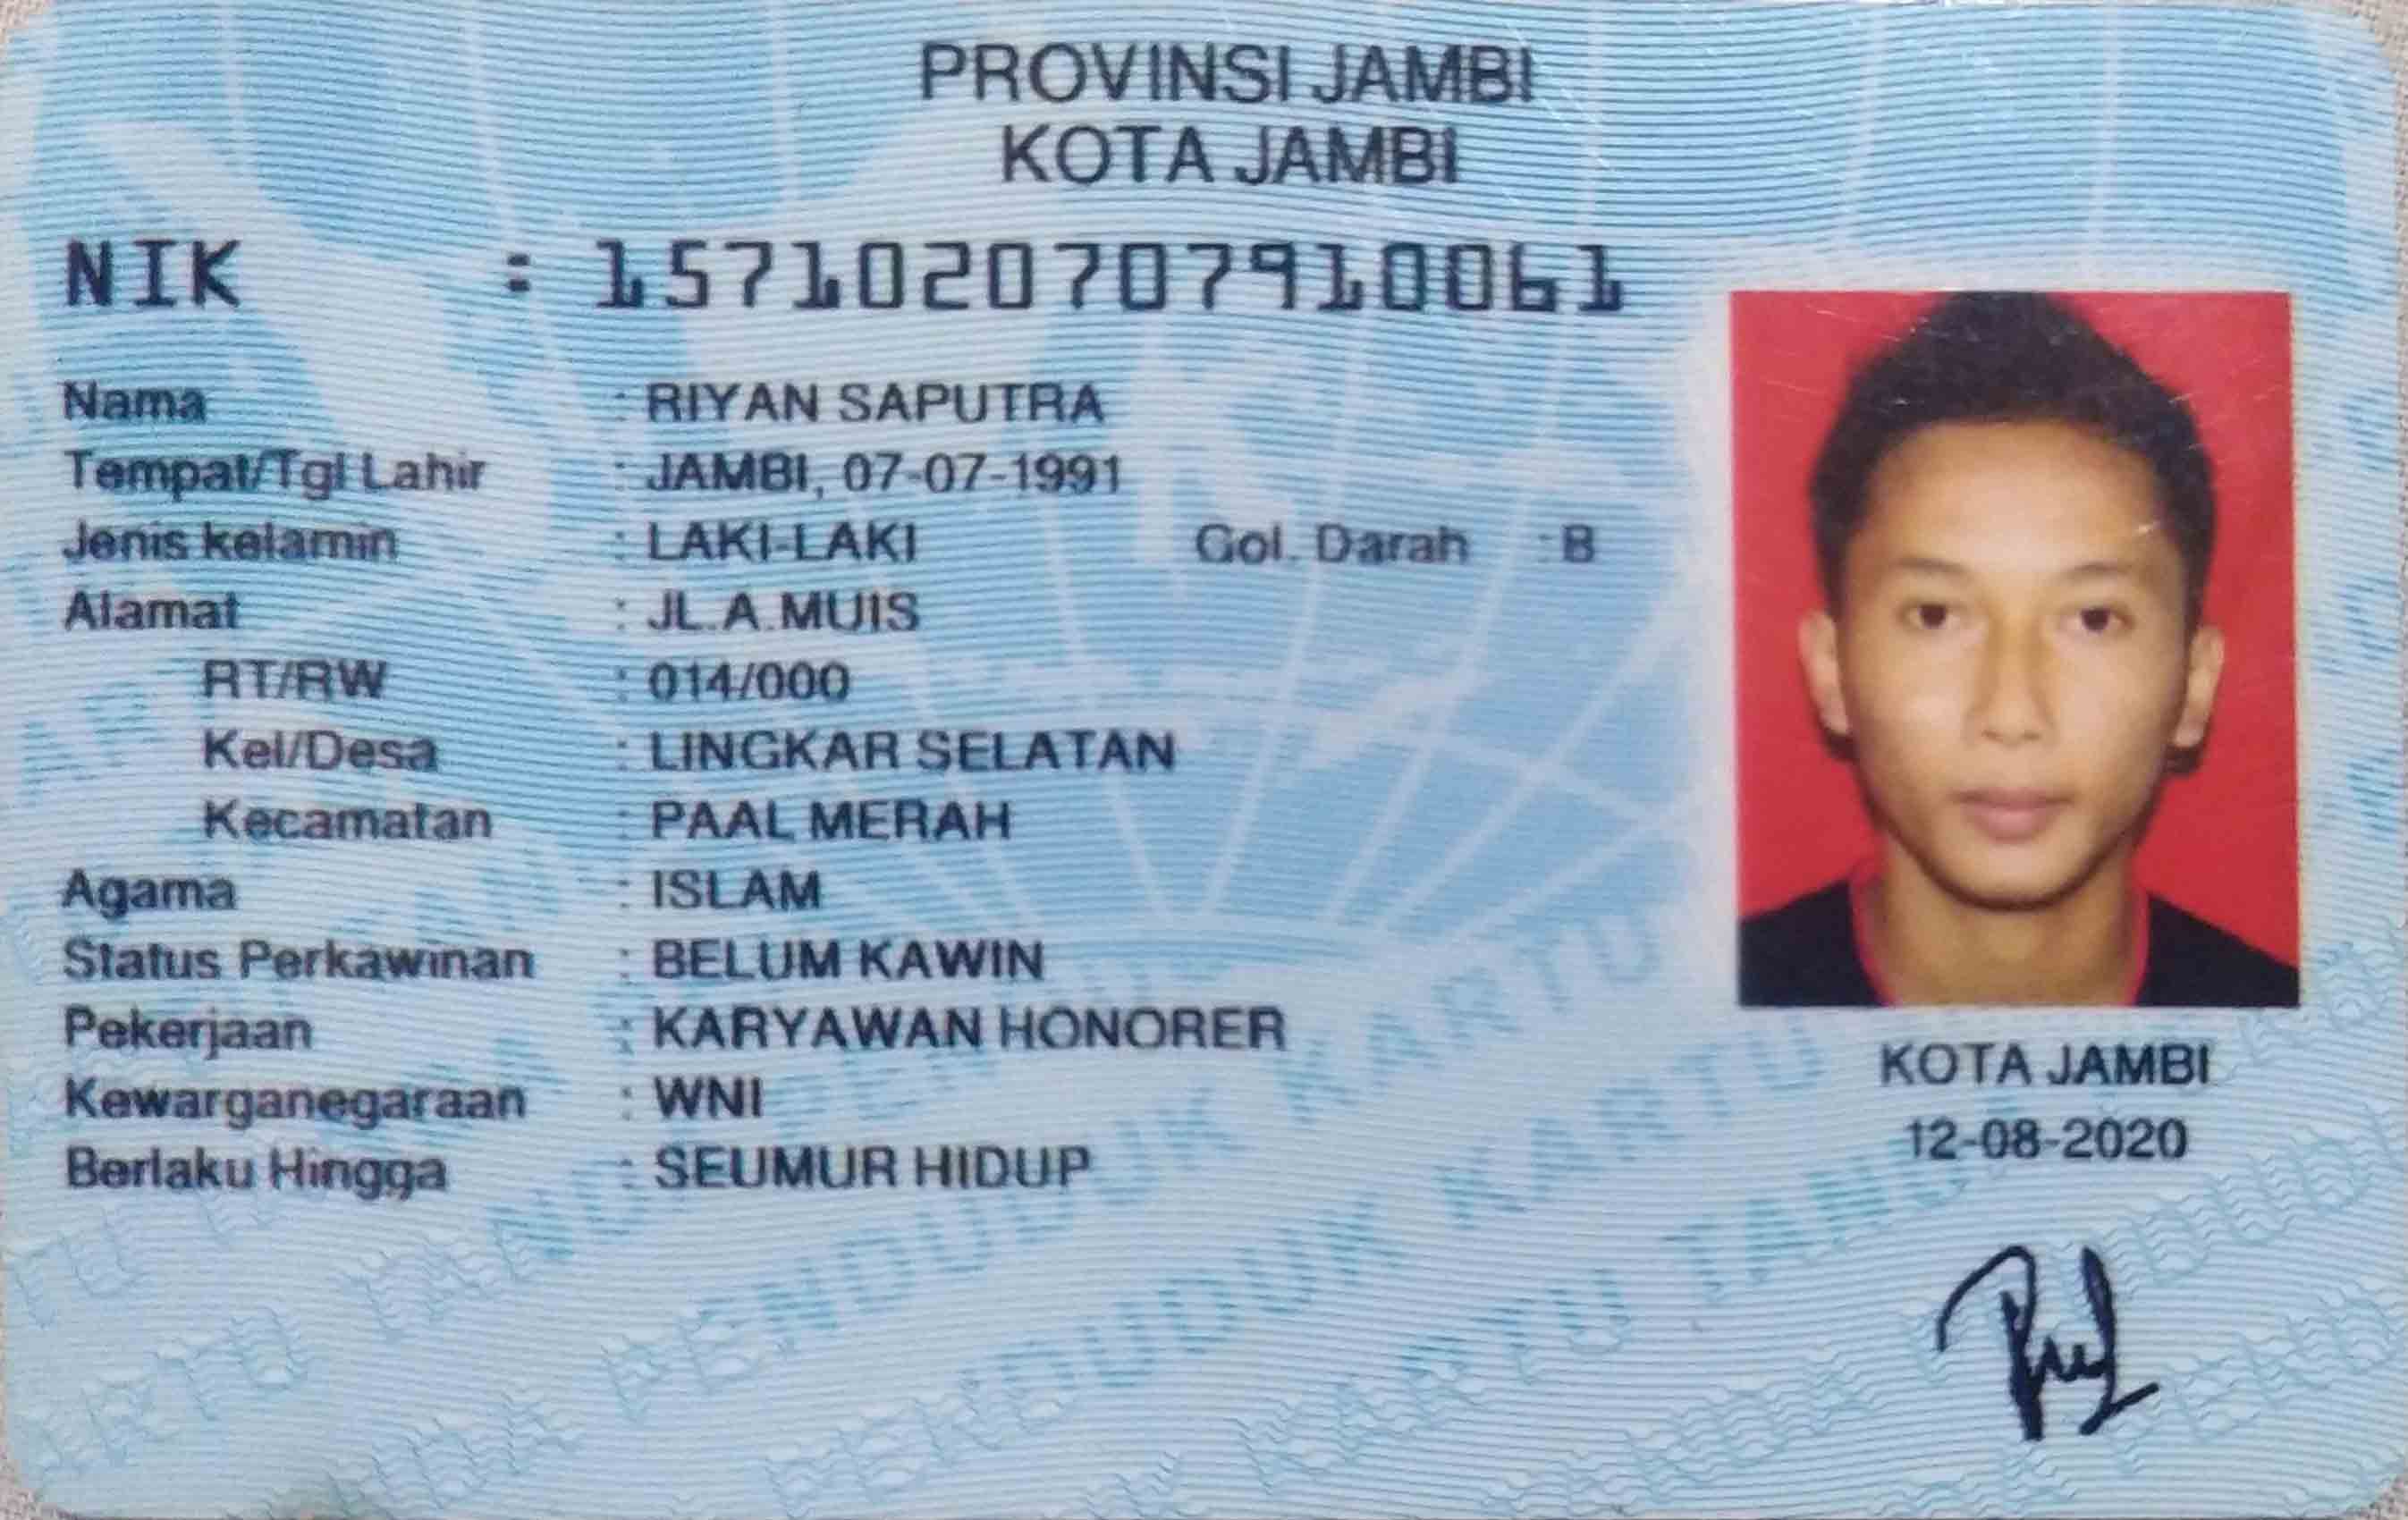 PROVINSI JAMBI
KOTA JAMBI
NIK : 1571020707910061
Nama : RIYAN SAPUTRA
Tempat/Tgl Lahir : JAMBI, 07-07-1991
Jenis kelamin : LAKI-LAKI Gol. Darah : B
Alamat : JL.A.MUIS
RT/RW : 014/000
Kel/Desa : LINGKAR SELATAN
Kecamatan : PAAL MERAH
Agama : ISLAM
Status Perkawinan : BELUM KAWIN
Pekerjaan : KARYAWAN HONORER
Kewarganegaraan : WNI
Berlaku Hingga : SEUMUR HIDUP
KOTA JAMBI
12-08-2020